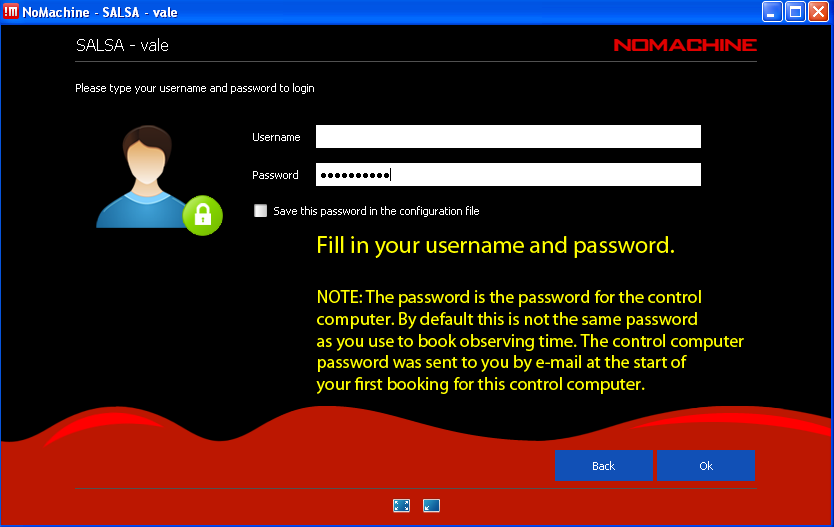 !M NoMachine - SALSA - vale
SALSA - vale
NOMACHINE
Please type your username and password to login
Username
Password ●●●●●●●●●●
Save this password in the configuration file
Fill in your username and password.
NOTE: The password is the password for the control
computer. By default this is not the same password
as you use to book observing time. The control computer
password was sent to you by e-mail at the start of
your first booking for this control computer.
Back Ok